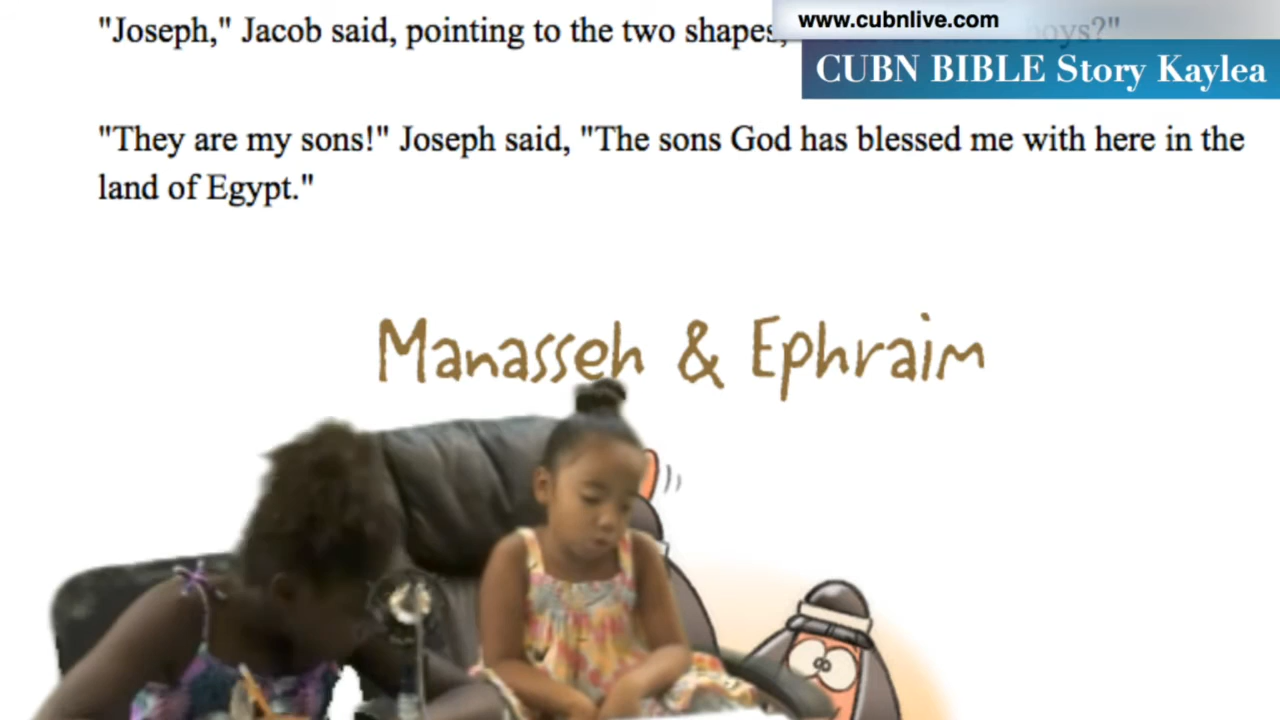 "Joseph," Jacob said, pointing to the two shapes, boys?"
www.cubnlive.com
CUBN BIBLE Story Kaylea
"They are my sons!" Joseph said, "The sons God has blessed me with here in the
land of Egypt."
Manasseh & Ephraim